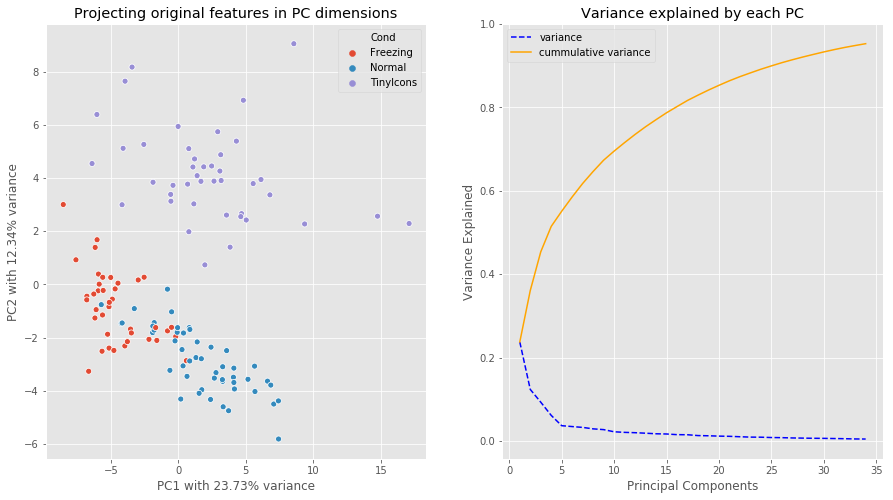 Projecting original features in PC dimensions
Cond
Freezing
Normal
TinyIcons
8
6
4
2
0
−2
−4
−6
−5
0
5
10
15
PC2 with 12.34% variance
PC1 with 23.73% variance
Variance explained by each PC
variance
cummulative variance
1.0
0.8
0.6
0.4
0.2
0.0
0
5
10
15
20
25
30
35
Variance Explained
Principal Components